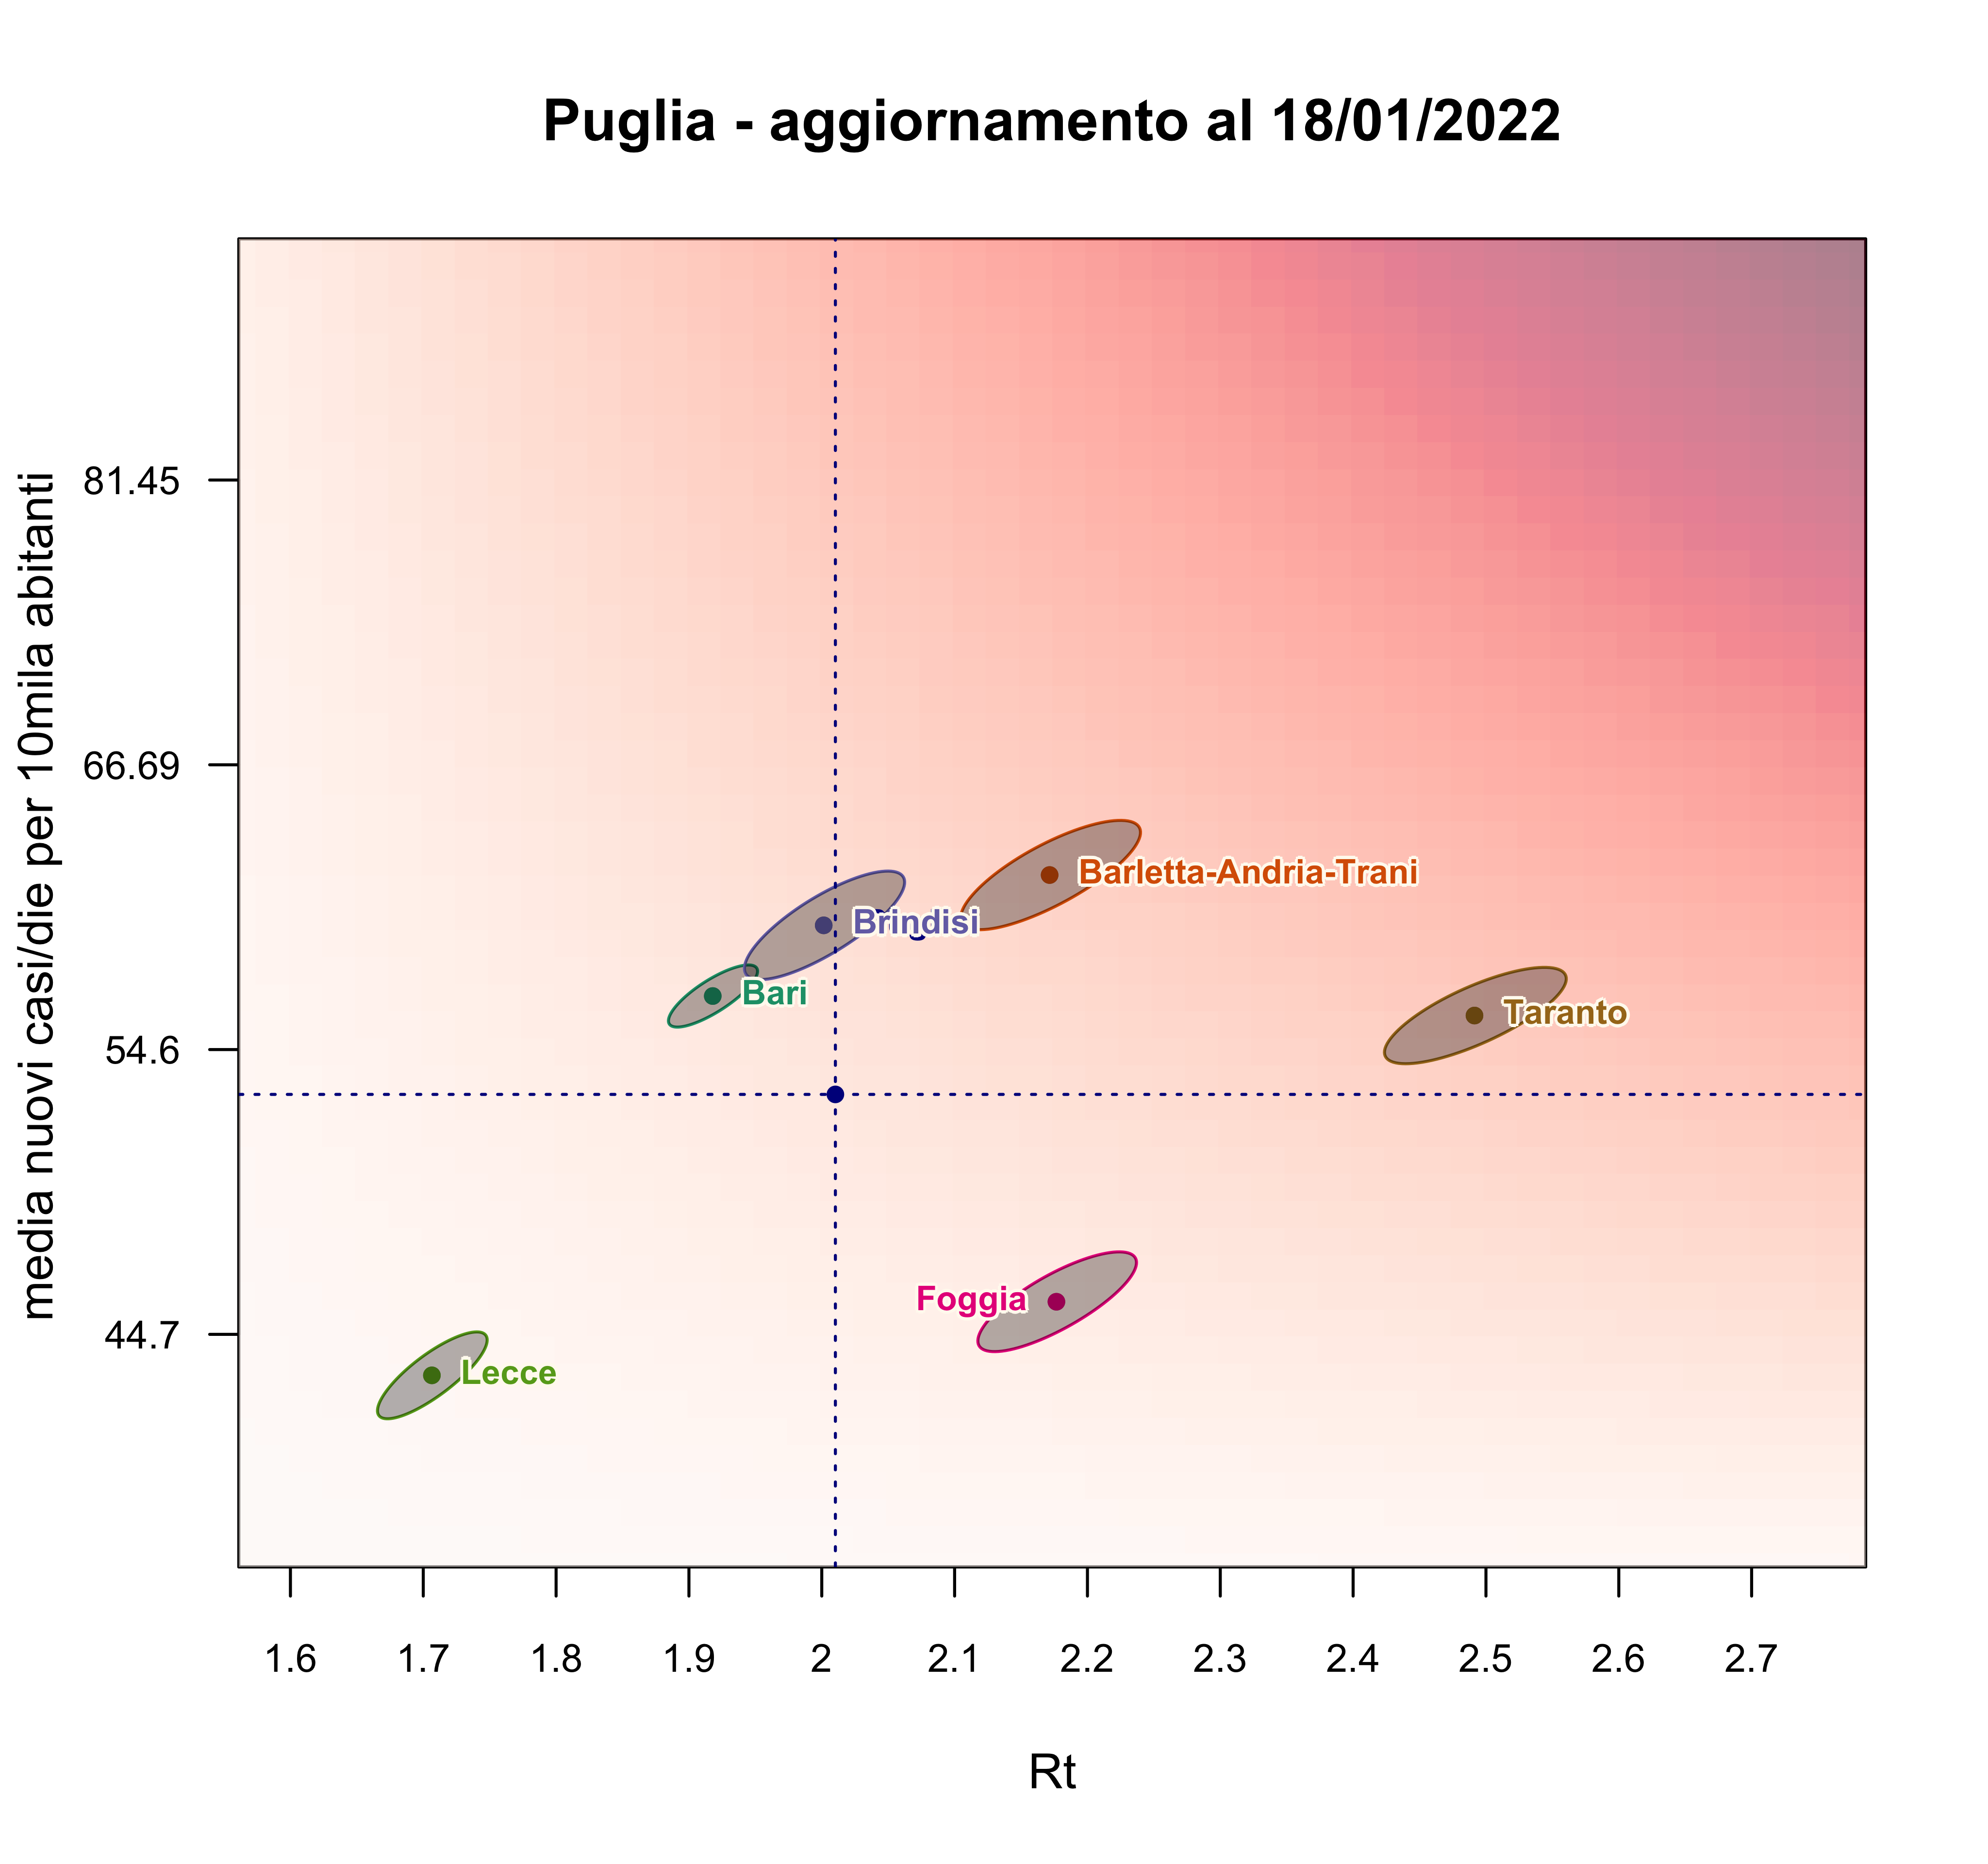 Puglia - aggiornamento al 18/01/2022
media nuovi casi/die per 10mila abitanti
81.45
66.69
54.6
44.7
Barletta-Andria-Trani
Brindisi
Bari
Taranto
Foggia
Lecce
1.6 1.7 1.8 1.9 2 2.1 2.2 2.3 2.4 2.5 2.6 2.7
Rt